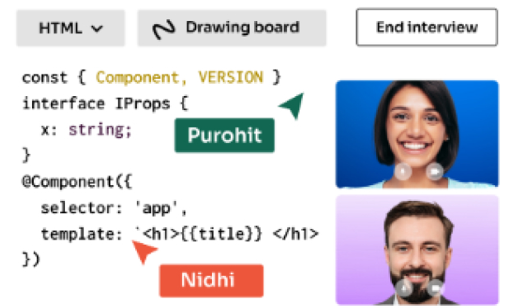 HTML
Drawing board
End interview
const { Component, VERSION }
interface IProps {
x: string;
Purohit
}
@Component({
selector: 'app',
template: `<h1>{{title}} </h1>
})
Nidhi